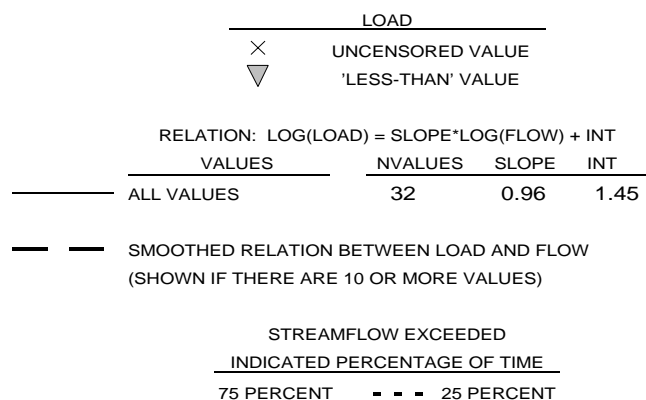 LOAD
UNCENSORED VALUE
'LESS-THAN' VALUE
RELATION: LOG(LOAD) = SLOPE*LOG(FLOW) + INT
VALUES NVALUES SLOPE INT
ALL VALUES 32 0.96 1.45
SMOOTHED RELATION BETWEEN LOAD AND FLOW
(SHOWN IF THERE ARE 10 OR MORE VALUES)
STREAMFLOW EXCEEDED
INDICATED PERCENTAGE OF TIME
75 PERCENT 25 PERCENT